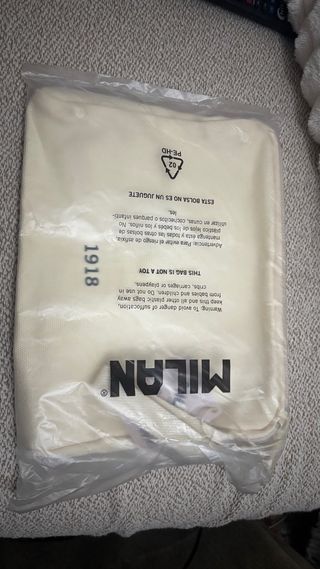 MILAN®
1918
Warning: To avoid danger of suffocation,
keep this and all other plastic bags away
from babies and children. Do not use in
cribs, carriages or playpens.
THIS BAG IS NOT A TOY
Advertencia: Para evitar el riesgo de asfixia,
mantenga ésta y todas las otras bolsas de
plástico lejos de los bebés y los niños. No
utilizar en cunas, cochecitos o parques infanti-
les.
ESTA BOLSA NO ES UN JUGUETE
02
PE-HD